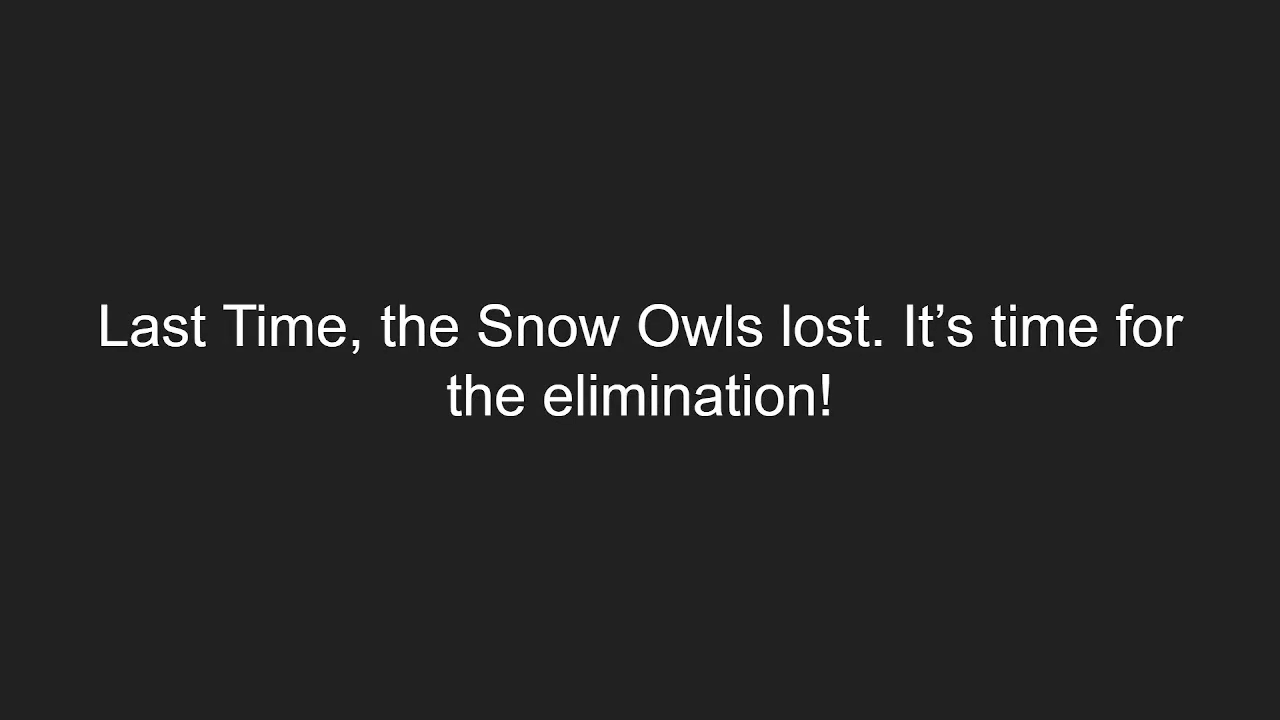 Last Time, the Snow Owls lost. It’s time for
the elimination!